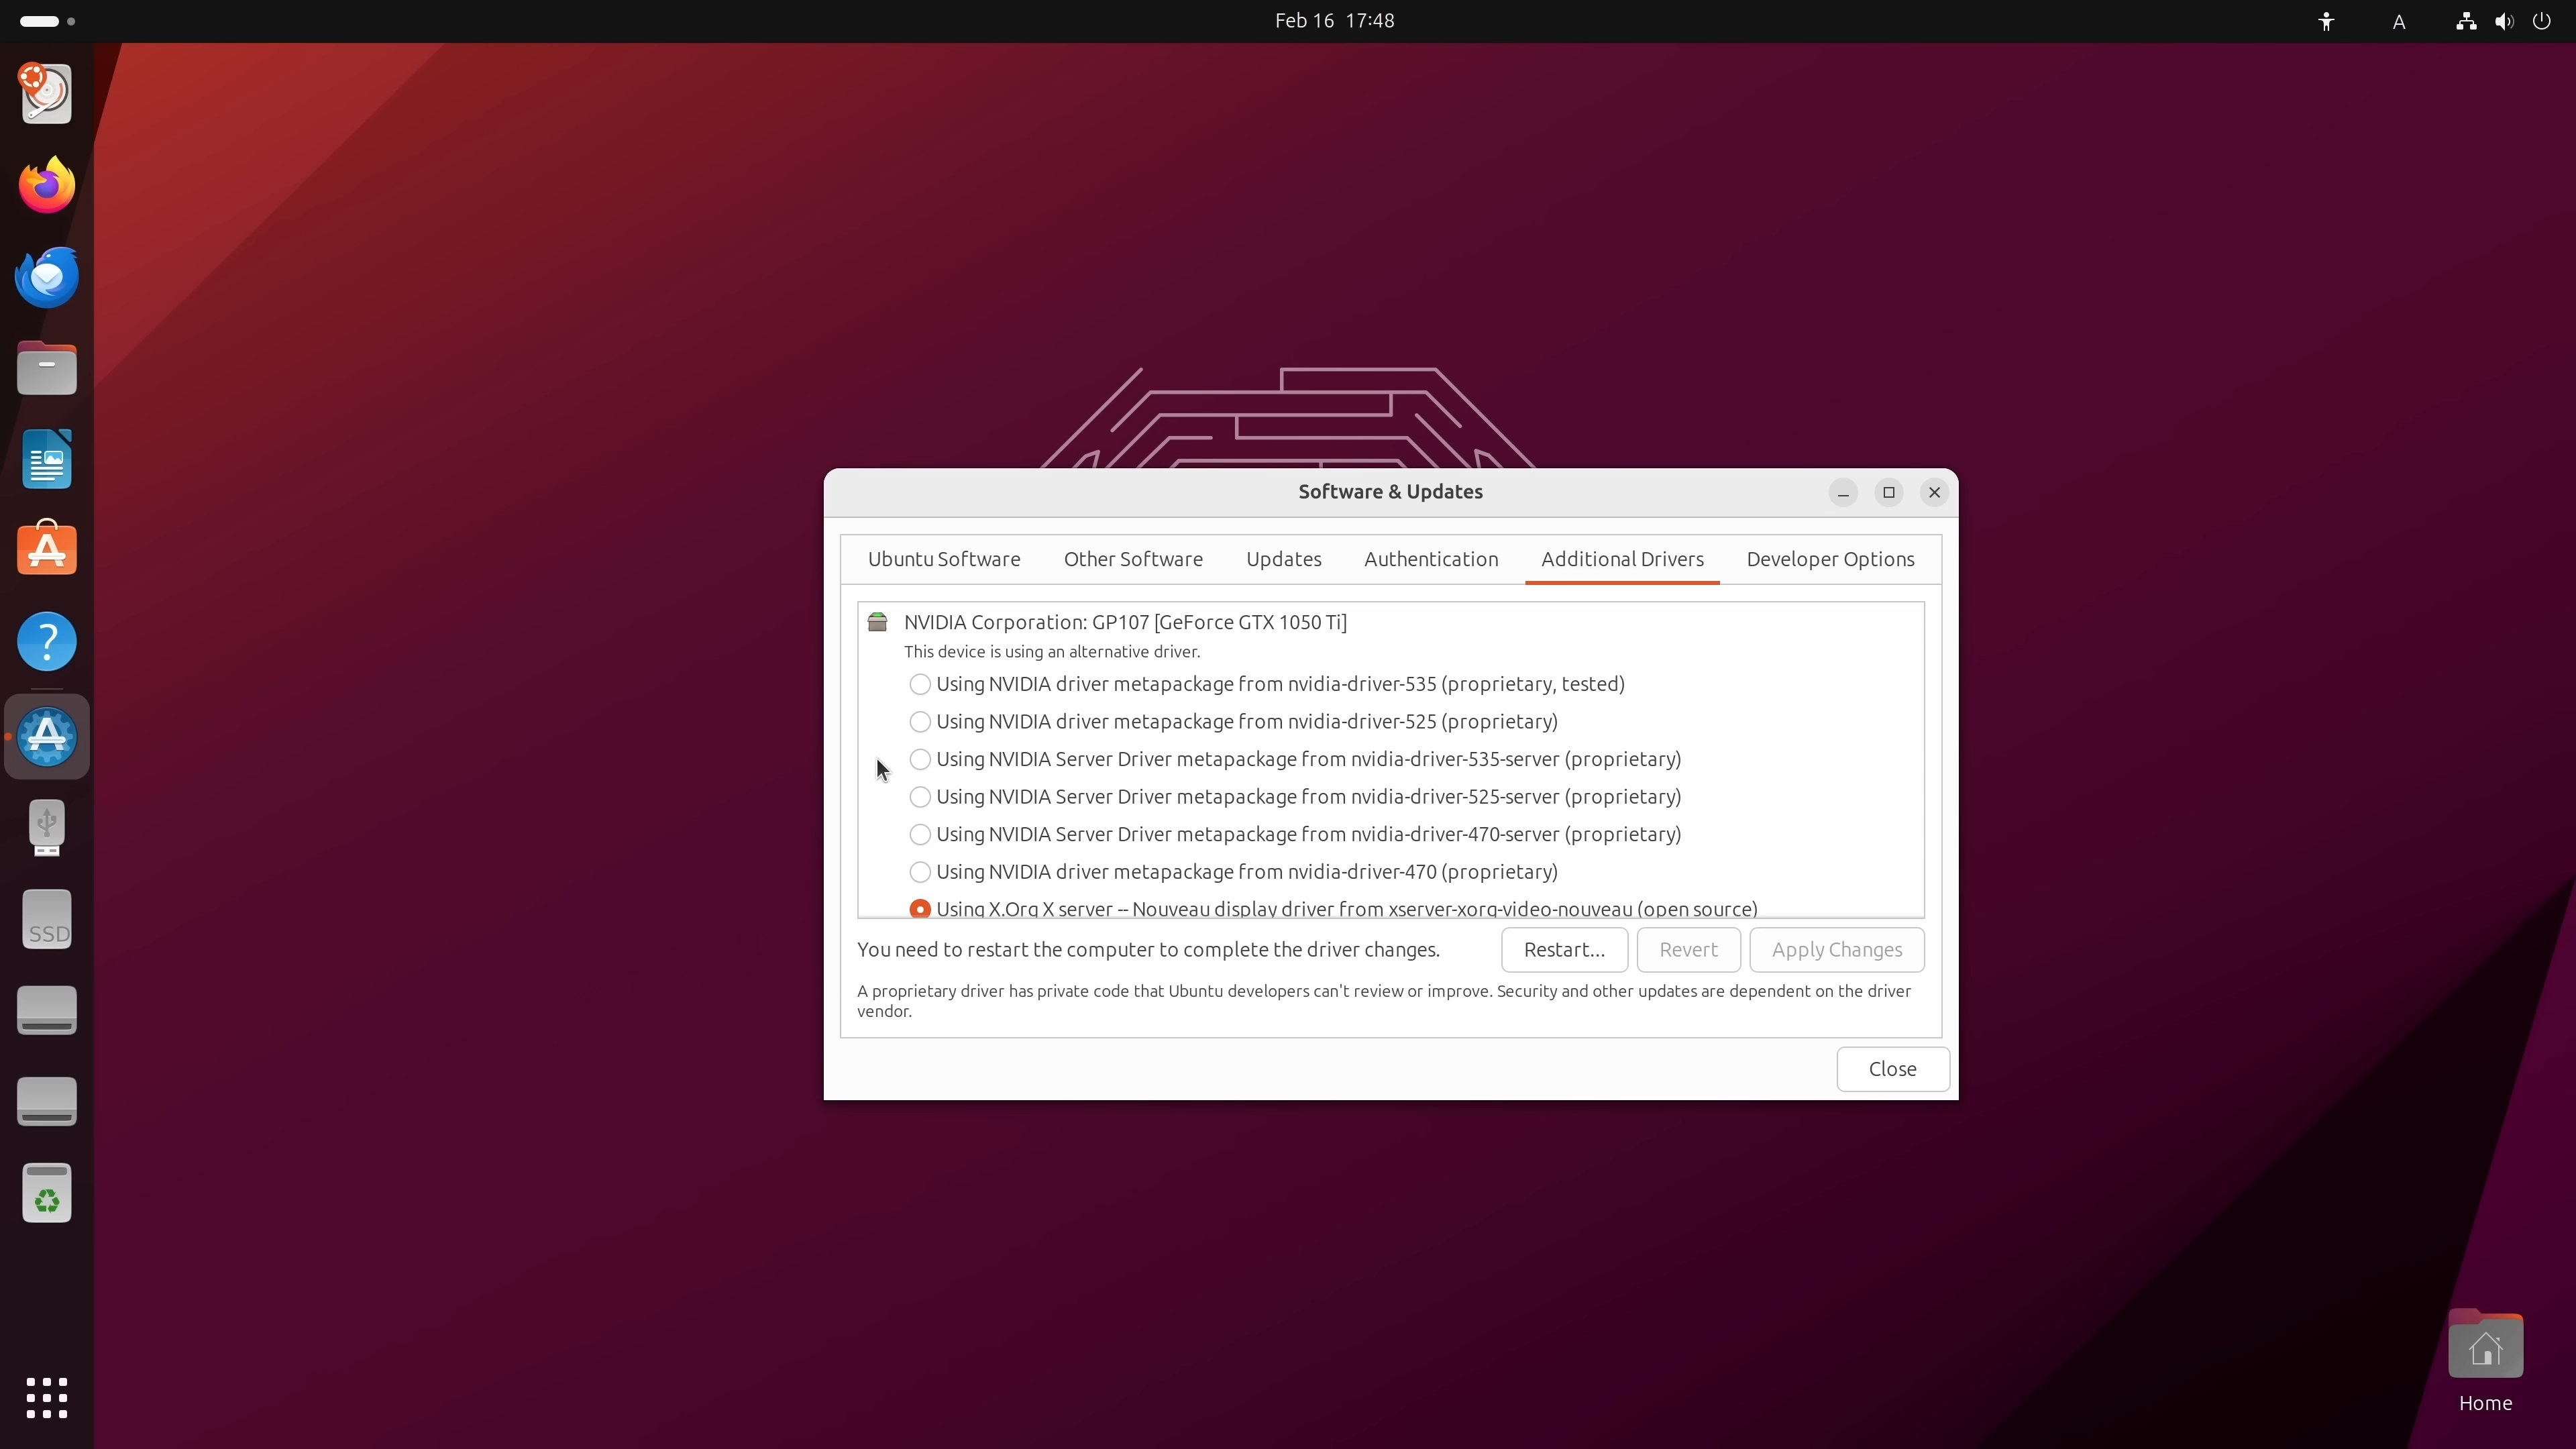 Feb 16 17:48
A
Software & Updates
Ubuntu Software
Other Software
Updates
Authentication
Additional Drivers
Developer Options
NVIDIA Corporation: GP107 [GeForce GTX 1050 Ti]
This device is using an alternative driver.
Using NVIDIA driver metapackage from nvidia-driver-535 (proprietary, tested)
Using NVIDIA driver metapackage from nvidia-driver-525 (proprietary)
Using NVIDIA Server Driver metapackage from nvidia-driver-535-server (proprietary)
Using NVIDIA Server Driver metapackage from nvidia-driver-525-server (proprietary)
Using NVIDIA Server Driver metapackage from nvidia-driver-470-server (proprietary)
Using NVIDIA driver metapackage from nvidia-driver-470 (proprietary)
Using X.Org X server -- Nouveau display driver from xserver-xorg-video-nouveau (open source)
You need to restart the computer to complete the driver changes.
Restart...
Revert
Apply Changes
A proprietary driver has private code that Ubuntu developers can't review or improve. Security and other updates are dependent on the driver
vendor.
Close
SSD
Home